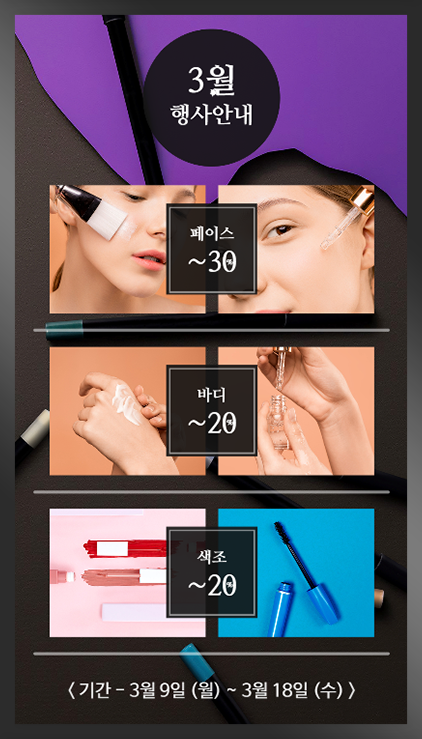 3월
행사안내
페이스
~30%
바디
~20%
색조
~20%
< 기간 - 3월 9일 (월) ~ 3월 18일 (수) >